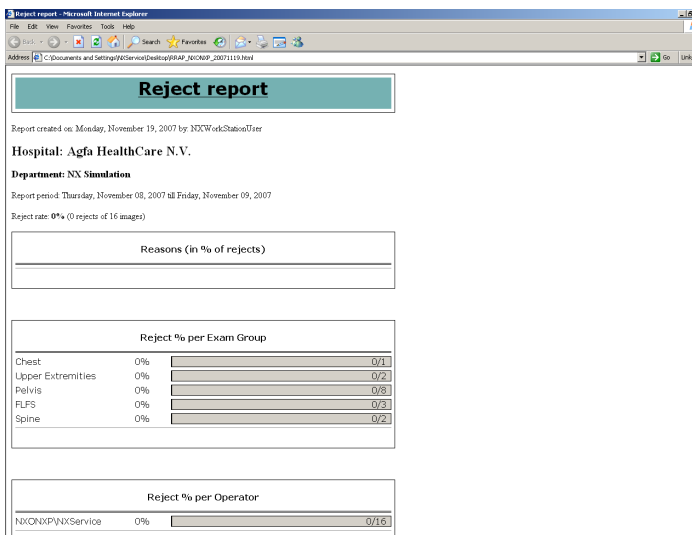 Reject report - Microsoft Internet Explorer
File Edit View Favorites Tools Help
Back Search Favorites
Address C:\Documents and Settings\NXService\Desktop\RRAP_NXONXP_20071119.html Go Link
Reject report
Report created on: Monday, November 19, 2007 by: NXWorkStationUser
Hospital: Agfa HealthCare N.V.
Department: NX Simulation
Report period: Thursday, November 08, 2007 till Friday, November 09, 2007
Reject rate: 0% (0 rejects of 16 images)
Reasons (in % of rejects)
Reject % per Exam Group
Chest 0% 0/1
Upper Extremities 0% 0/2
Pelvis 0% 0/8
FLFS 0% 0/3
Spine 0% 0/2
Reject % per Operator
NXONXP\NXService 0% 0/16